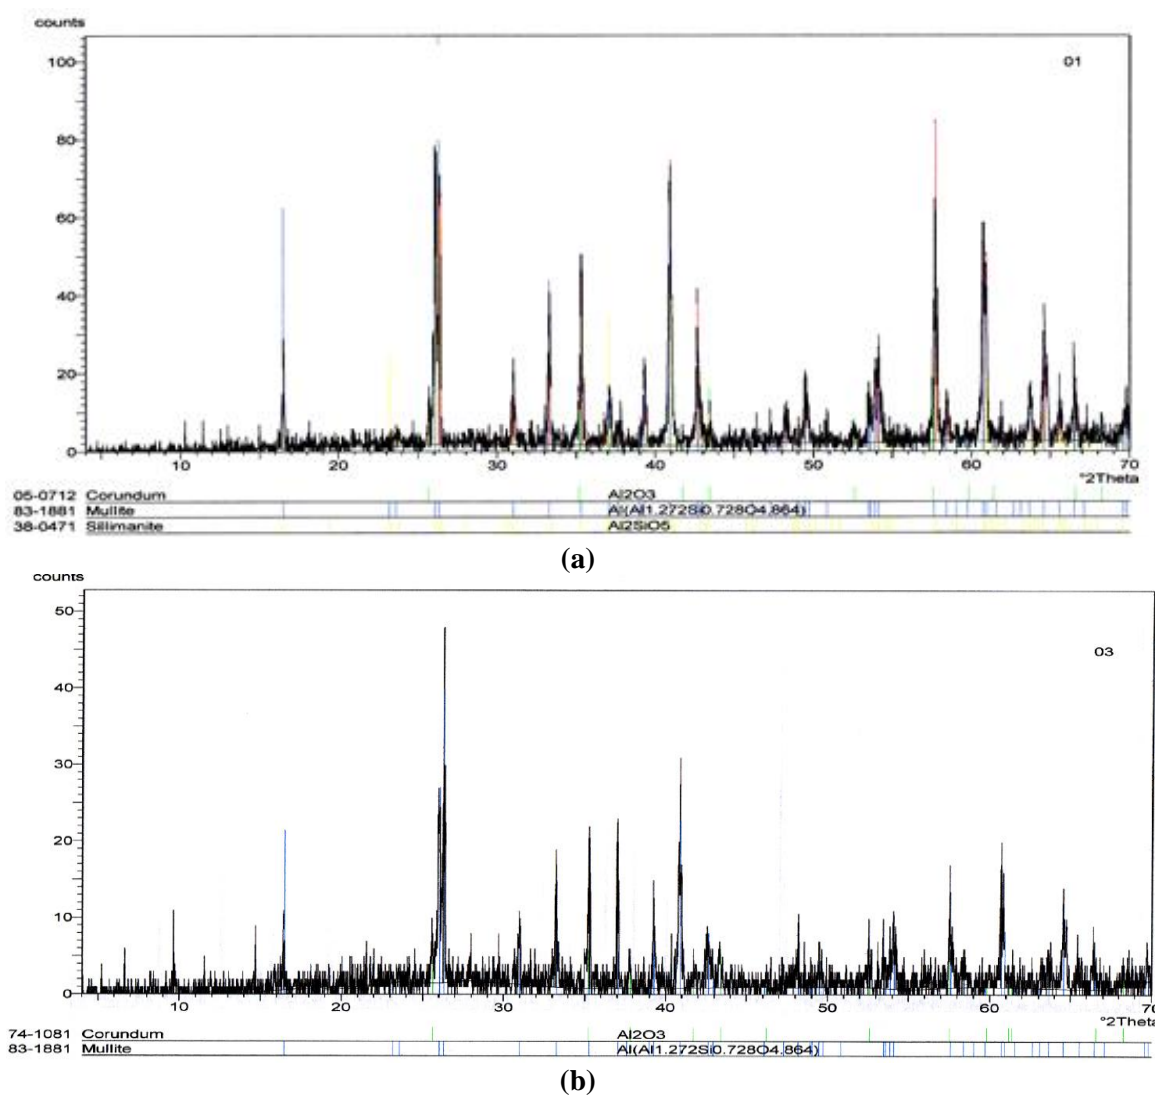 counts
100
80
60
40
20
0
01
10 20 30 40 50 60 70
°2Theta
05-0712 Corundum Al2O3
83-1881 Mullite Al(Al1.272Si0.728O4.864)
38-0471 Sillimanite Al2SiO5
(a)
counts
50
40
30
20
10
0
03
10 20 30 40 50 60 70
°2Theta
74-1081 Corundum Al2O3
83-1881 Mullite Al(Al1.272Si0.728O4.864)
(b)